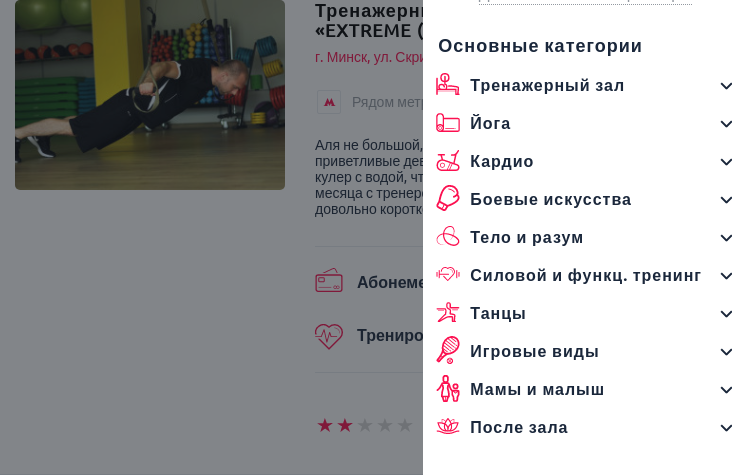 Тренажерн
«EXTREME (
г. Минск, ул. Скри
Рядом метр
Аля не большой,
приветливые дев
кулер с водой, чт
месяца с тренер
довольно коротк
Абонеме
Трениро
Основные категории
Тренажерный зал
Йога
Кардио
Боевые искусства
Тело и разум
Силовой и функц. тренинг
Танцы
Игровые виды
Мамы и малыш
После зала